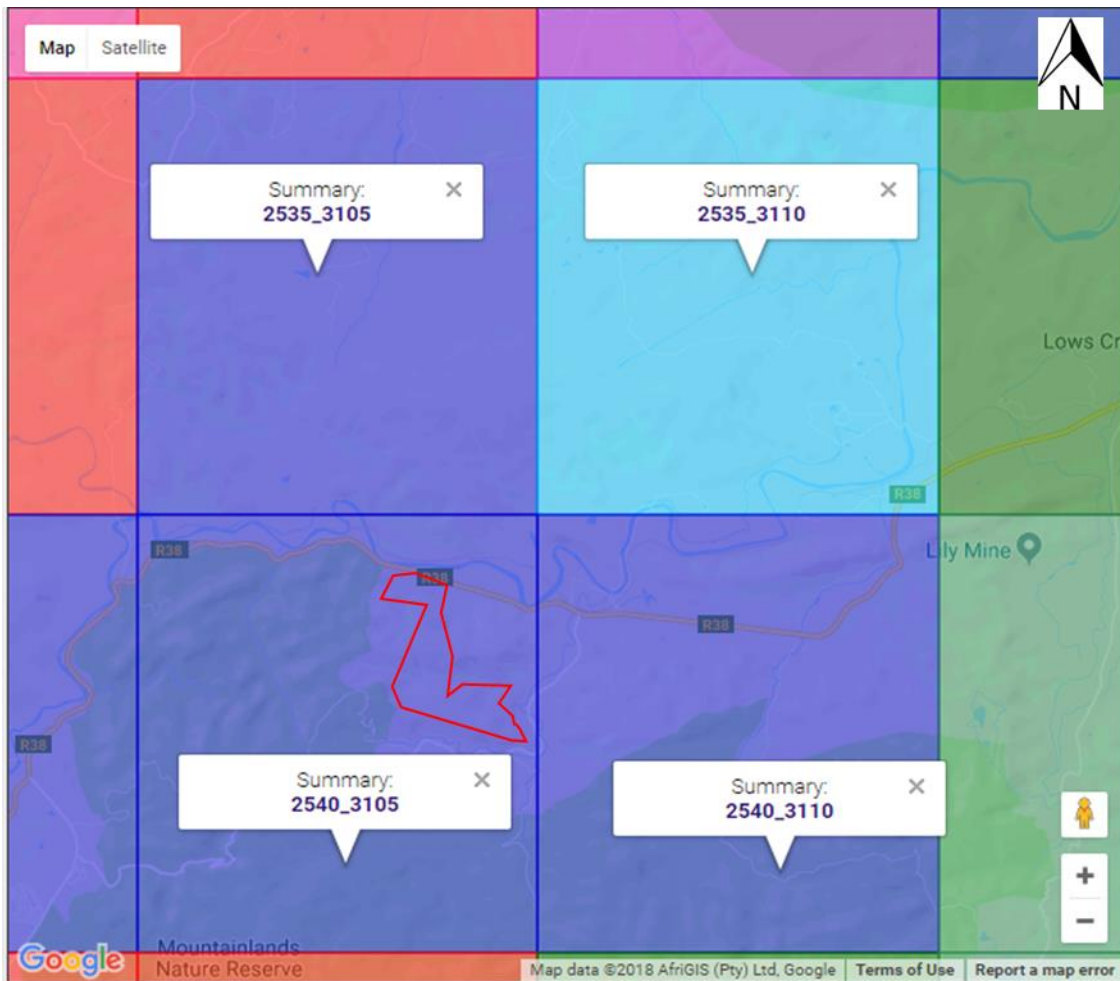 Map Satellite
N
Summary:
2535_3105
Summary:
2535_3110
Lows Cr
R38
R38
Lily Mine
R38
R38
R38
Summary:
2540_3105
Summary:
2540_3110
Mountainlands
Nature Reserve
Google
Map data ©2018 AfriGIS (Pty) Ltd, Google Terms of Use Report a map error